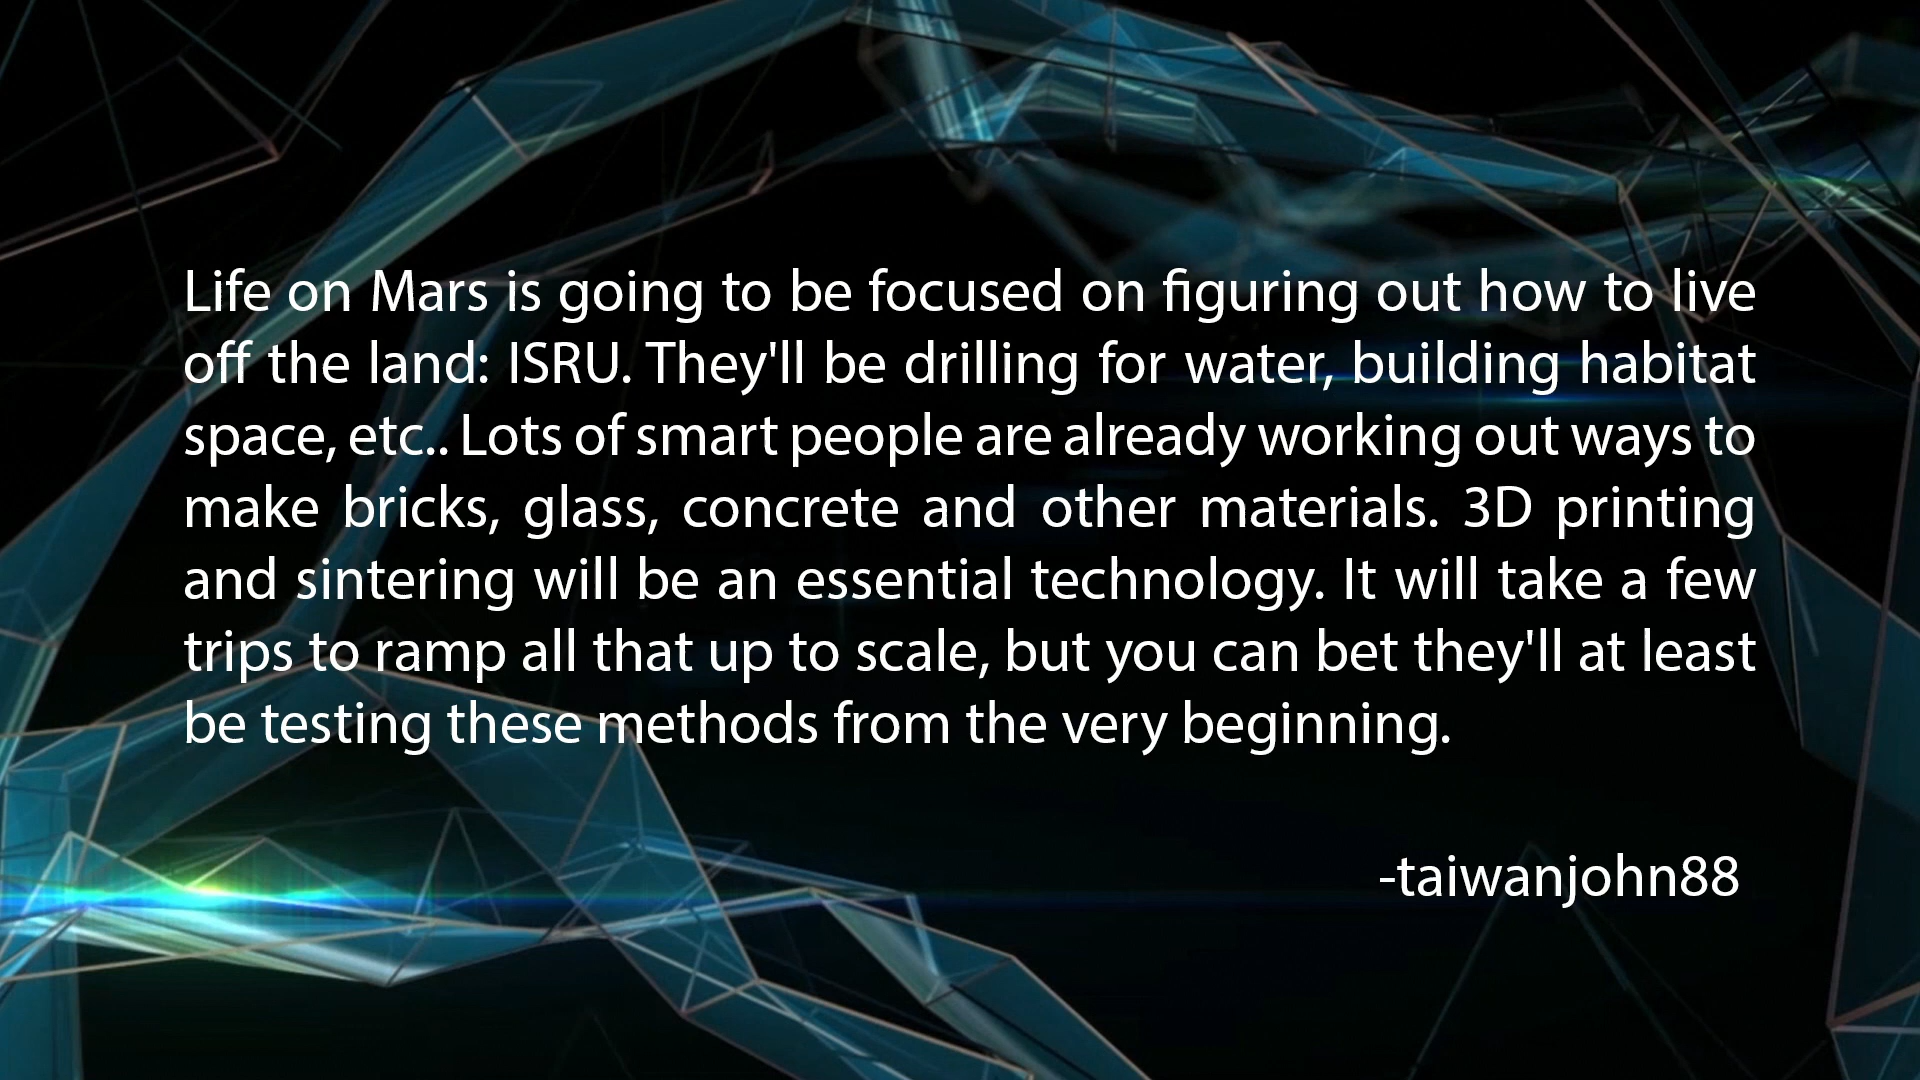 Life on Mars is going to be focused on figuring out how to live
off the land: ISRU. They'll be drilling for water, building habitat
space, etc.. Lots of smart people are already working out ways to
make bricks, glass, concrete and other materials. 3D printing
and sintering will be an essential technology. It will take a few
trips to ramp all that up to scale, but you can bet they'll at least
be testing these methods from the very beginning.
-taiwanjohn88